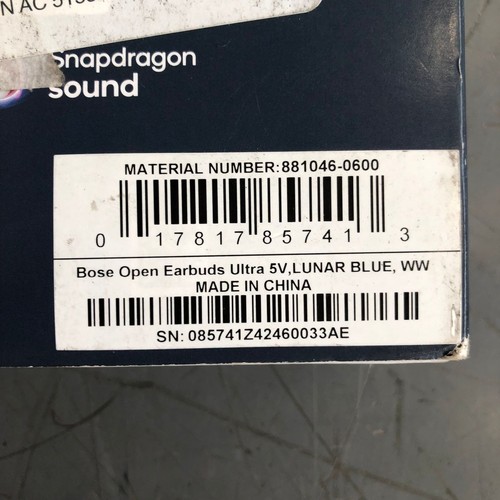 N AC
Snapdragon
sound
MATERIAL NUMBER:881046-0600
0 17817 85741 3
Bose Open Earbuds Ultra 5V,LUNAR BLUE, WW
MADE IN CHINA
SN: 085741Z42460033AE